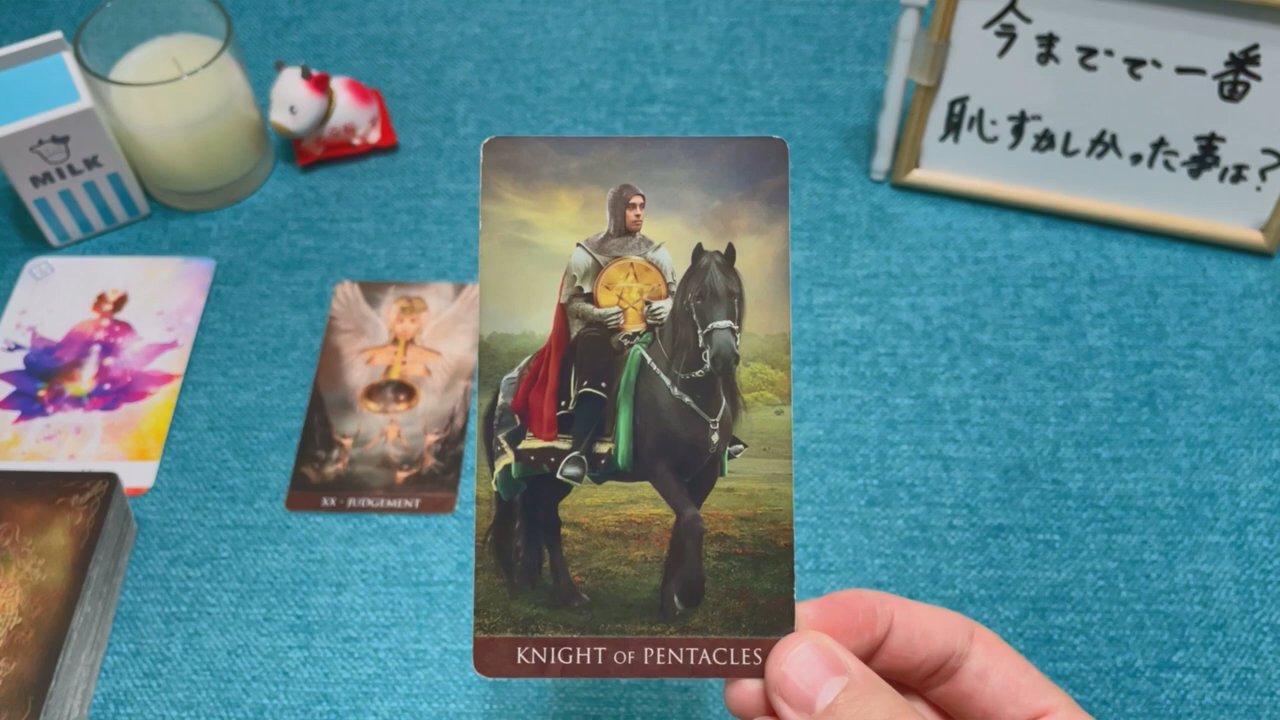 今までで一番
恥ずかしかった事は?
MILK
XX - JUDGEMENT
KNIGHT OF PENTACLES